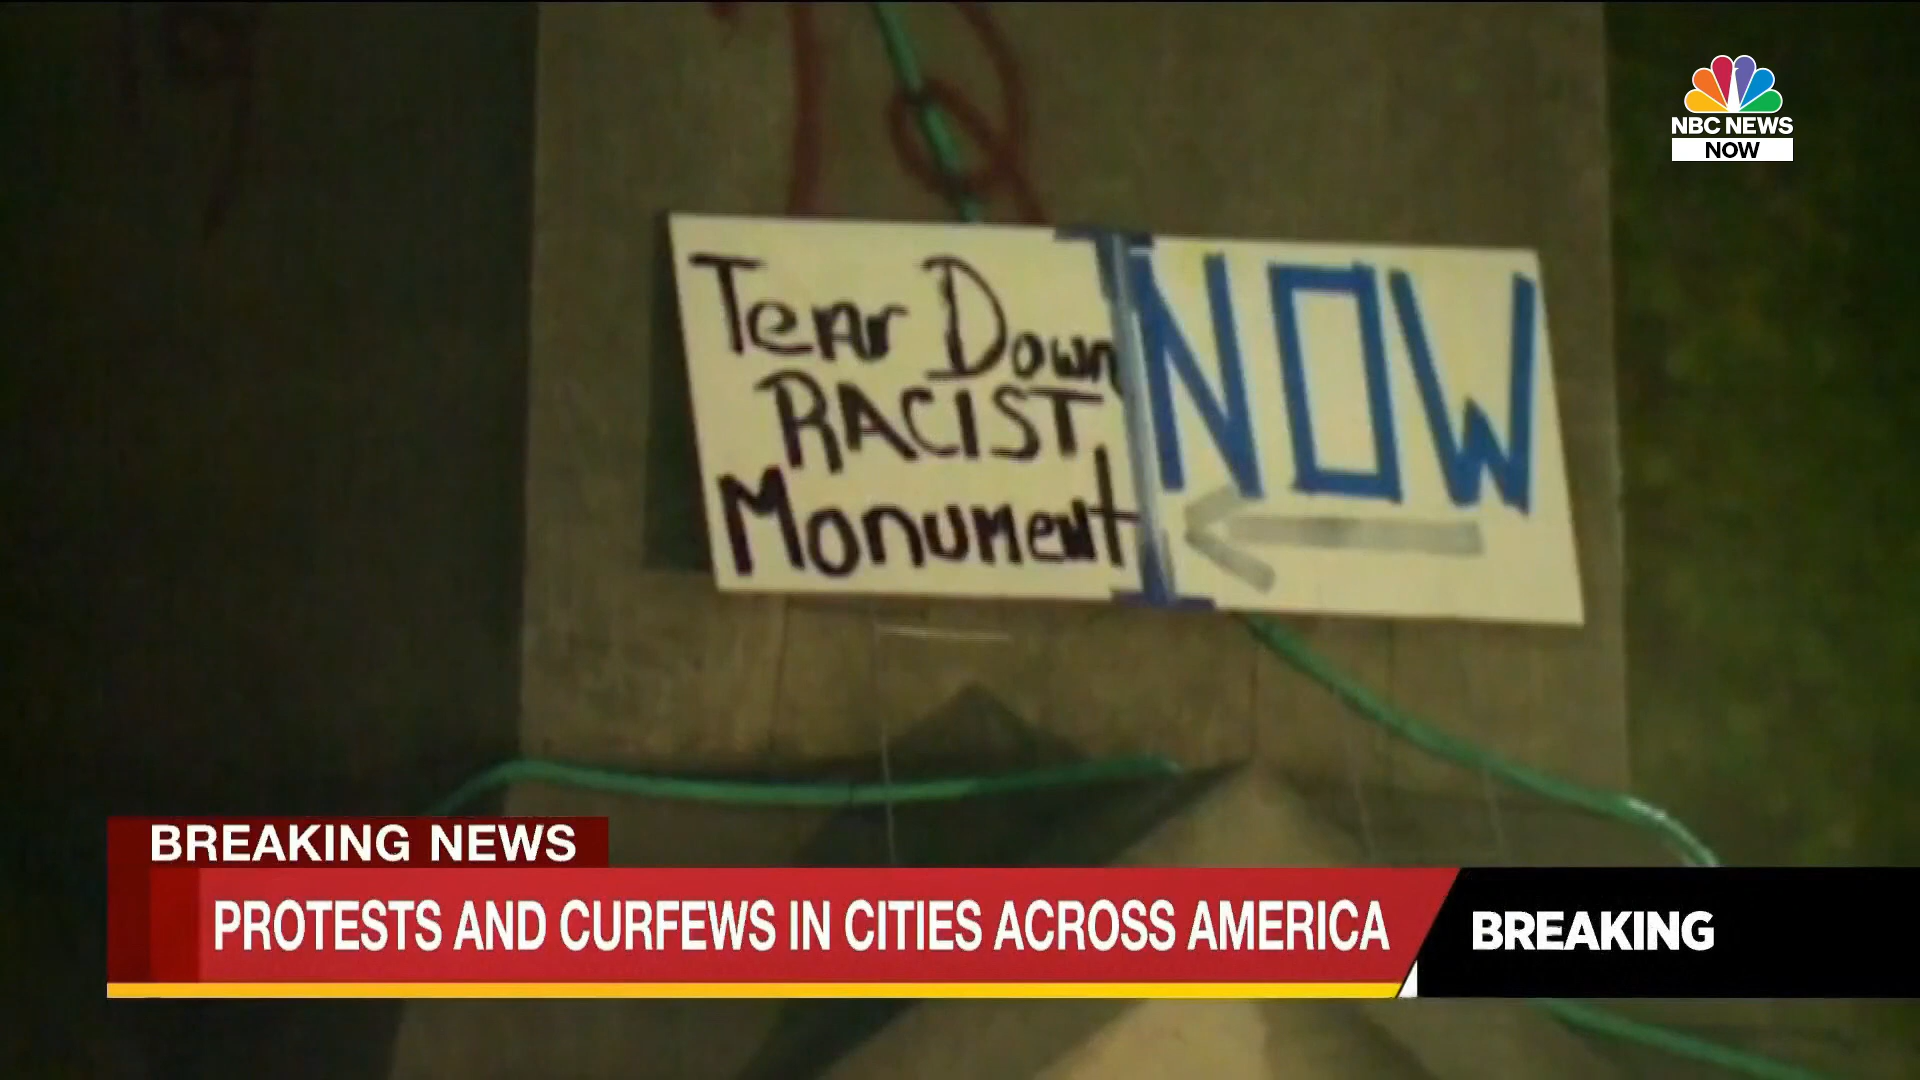 NBC NEWS
NOW
Tear Down
RACIST
Monument
NOW
BREAKING NEWS
PROTESTS AND CURFEWS IN CITIES ACROSS AMERICA
BREAKING